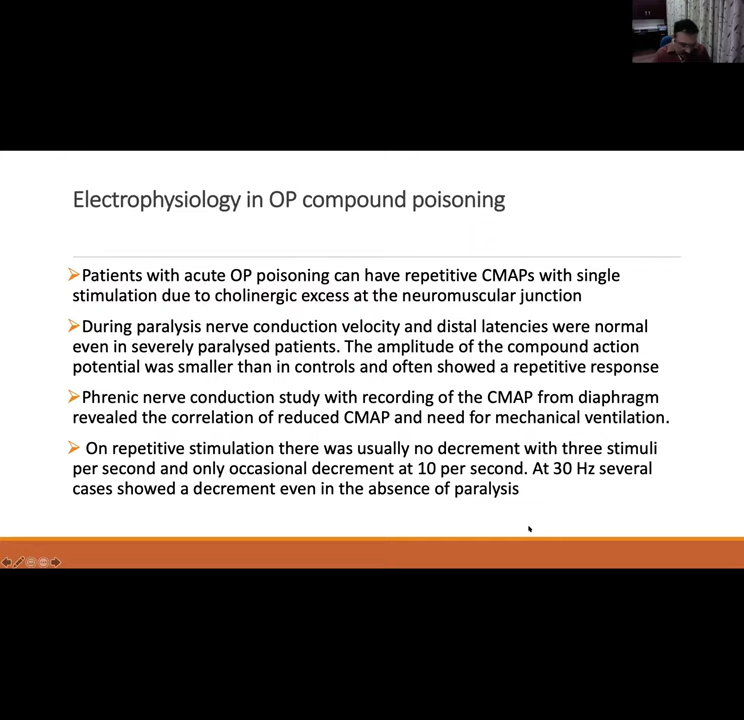 Electrophysiology in OP compound poisoning
➢Patients with acute OP poisoning can have repetitive CMAPs with single
stimulation due to cholinergic excess at the neuromuscular junction
➢During paralysis nerve conduction velocity and distal latencies were normal
even in severely paralysed patients. The amplitude of the compound action
potential was smaller than in controls and often showed a repetitive response
➢Phrenic nerve conduction study with recording of the CMAP from diaphragm
revealed the correlation of reduced CMAP and need for mechanical ventilation.
➢ On repetitive stimulation there was usually no decrement with three stimuli
per second and only occasional decrement at 10 per second. At 30 Hz several
cases showed a decrement even in the absence of paralysis